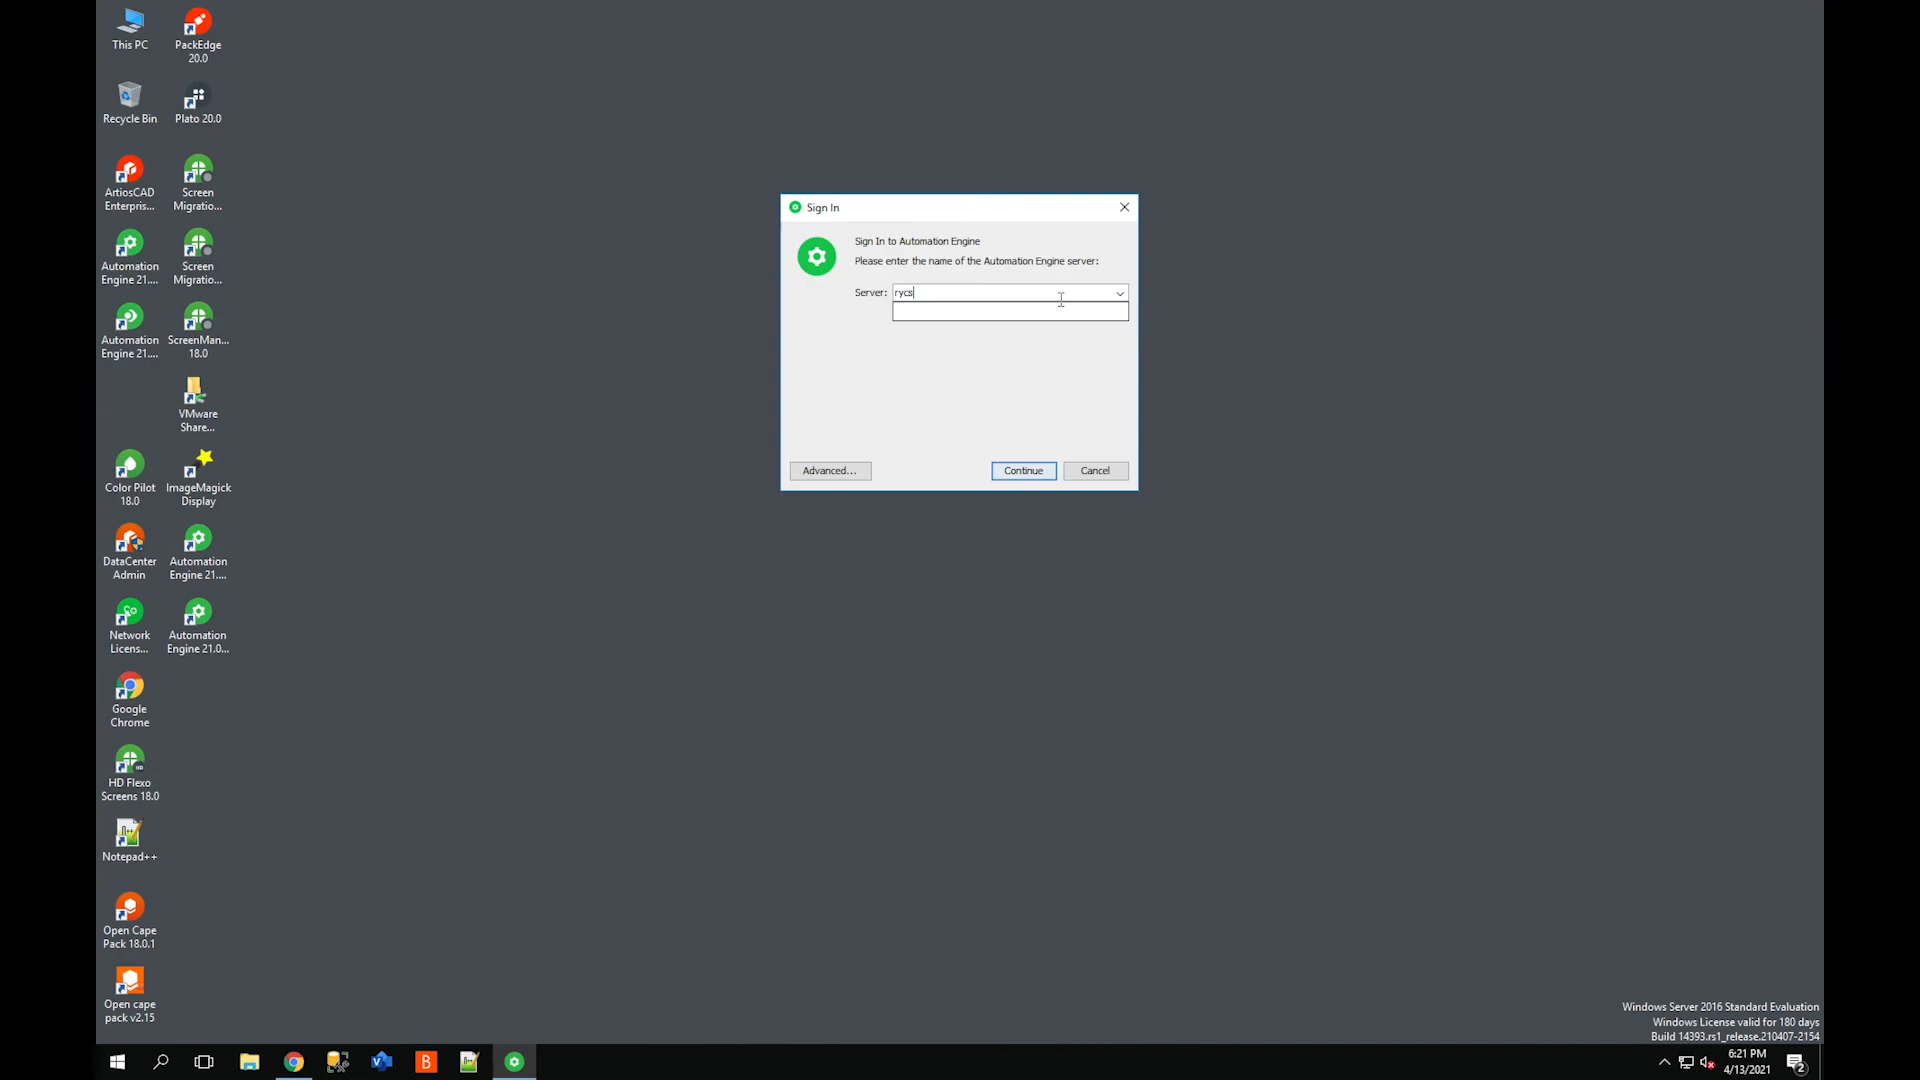 This PC
PackEdge
20.0
Recycle Bin
Plato 20.0
ArtiosCAD
Enterpris...
Screen
Migratio...
Automation
Engine 21....
Screen
Migratio...
Automation
Engine 21....
ScreenMan...
18.0
VMware
Share...
Color Pilot
18.0
ImageMagick
Display
DataCenter
Admin
Automation
Engine 21....
Network
Licens...
Automation
Engine 21.0...
Google
Chrome
HD Flexo
Screens 18.0
Notepad++
Open Cape
Pack 18.0.1
Open cape
pack v2.15
Sign In
Sign In to Automation Engine
Please enter the name of the Automation Engine server:
Server: rycs
Advanced...
Continue
Cancel
Windows Server 2016 Standard Evaluation
Windows License valid for 180 days
Build 14393.rs1_release.210407-2154
6:21 PM
4/13/2021
2